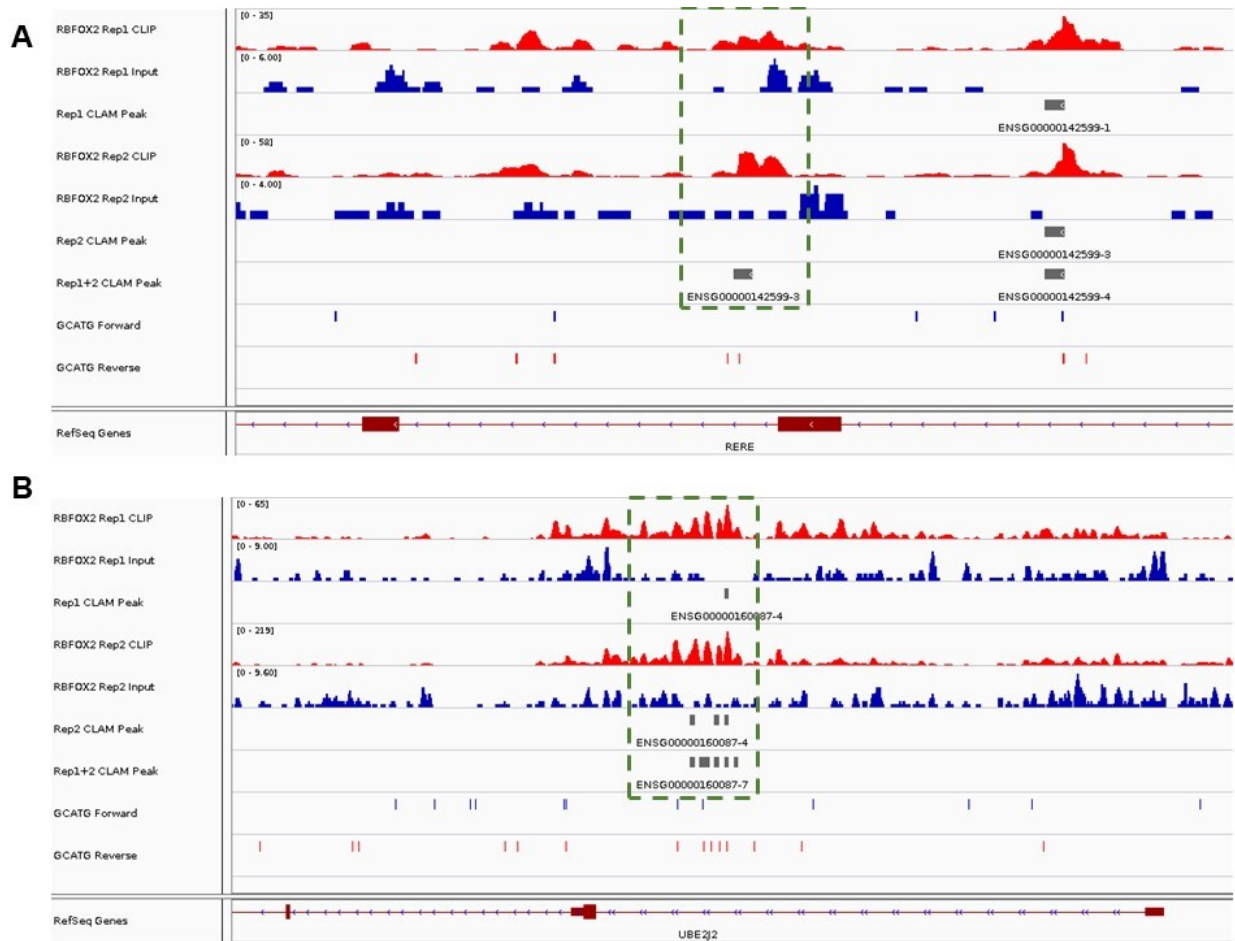 A
RBFOX2 Rep1 CLIP
[0 - 35]
RBFOX2 Rep1 Input
[0 - 6.00]
Rep1 CLAM Peak
ENSG00000142599-1
RBFOX2 Rep2 CLIP
[0 - 58]
RBFOX2 Rep2 Input
[0 - 4.00]
Rep2 CLAM Peak
ENSG00000142599-3
Rep1+2 CLAM Peak
ENSG00000142599-3 ENSG00000142599-4
GCATG Forward
GCATG Reverse
RefSeq Genes
RERE
B
RBFOX2 Rep1 CLIP
[0 - 65]
RBFOX2 Rep1 Input
[0 - 9.00]
Rep1 CLAM Peak
ENSG00000160087-4
RBFOX2 Rep2 CLIP
[0 - 219]
RBFOX2 Rep2 Input
[0 - 9.60]
Rep2 CLAM Peak
ENSG00000160087-4
Rep1+2 CLAM Peak
ENSG00000160087-7
GCATG Forward
GCATG Reverse
RefSeq Genes
UBE2J2